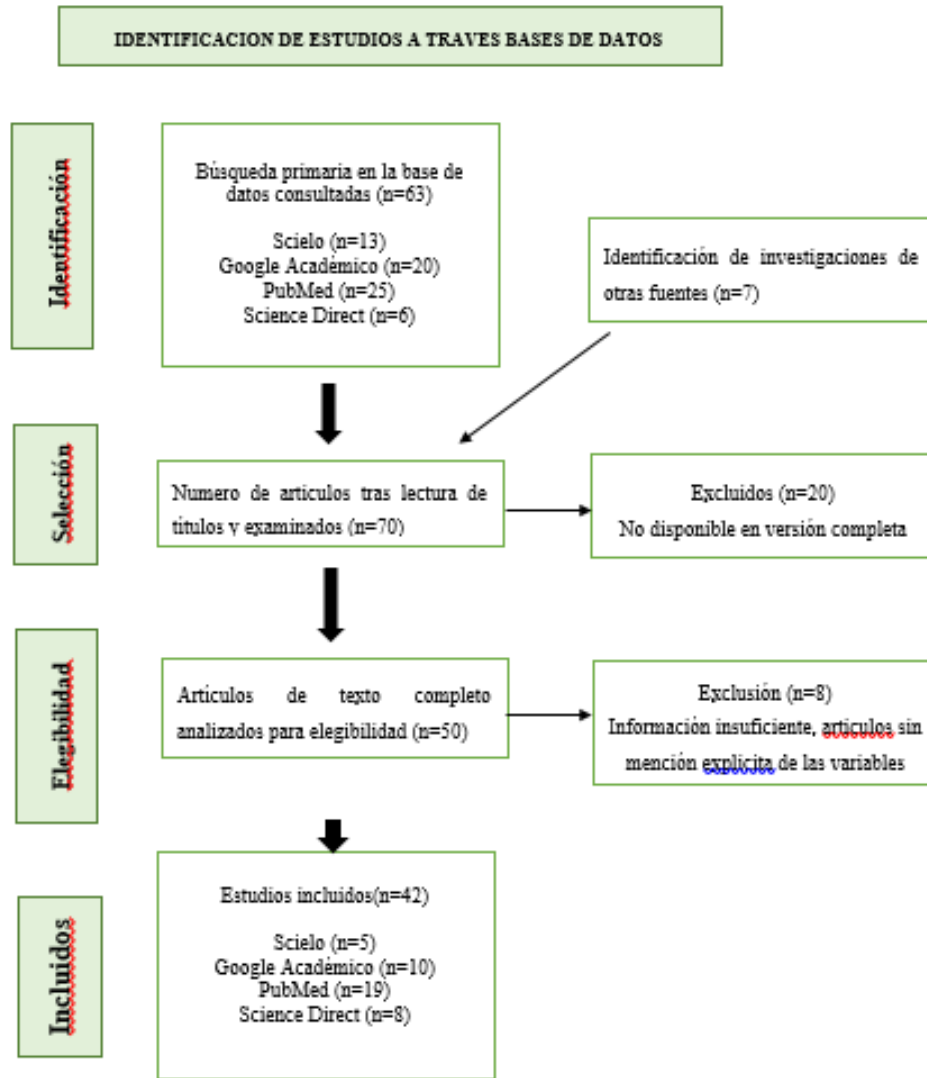 IDENTIFICACION DE ESTUDIOS A TRAVES BASES DE DATOS
Identificación
Búsqueda primaria en la base de
datos consultadas (n=63)
Scielo (n=13)
Google Académico (n=20)
PubMed (n=25)
Science Direct (n=6)
Identificación de investigaciones de
otras fuentes (n=7)
Selección
Numero de articulos tras lectura de
titulos y examinados (n=70)
Excluidos (n=20)
No disponible en versión completa
Elegibilidad
Articulos de texto completo
analizados para elegibilidad (n=50)
Exclusión (n=8)
Información insuficiente, articulos sin
mención explicita de las variables
Incluidos
Estudios incluidos(n=42)
Scielo (n=5)
Google Académico (n=10)
PubMed (n=19)
Science Direct (n=8)